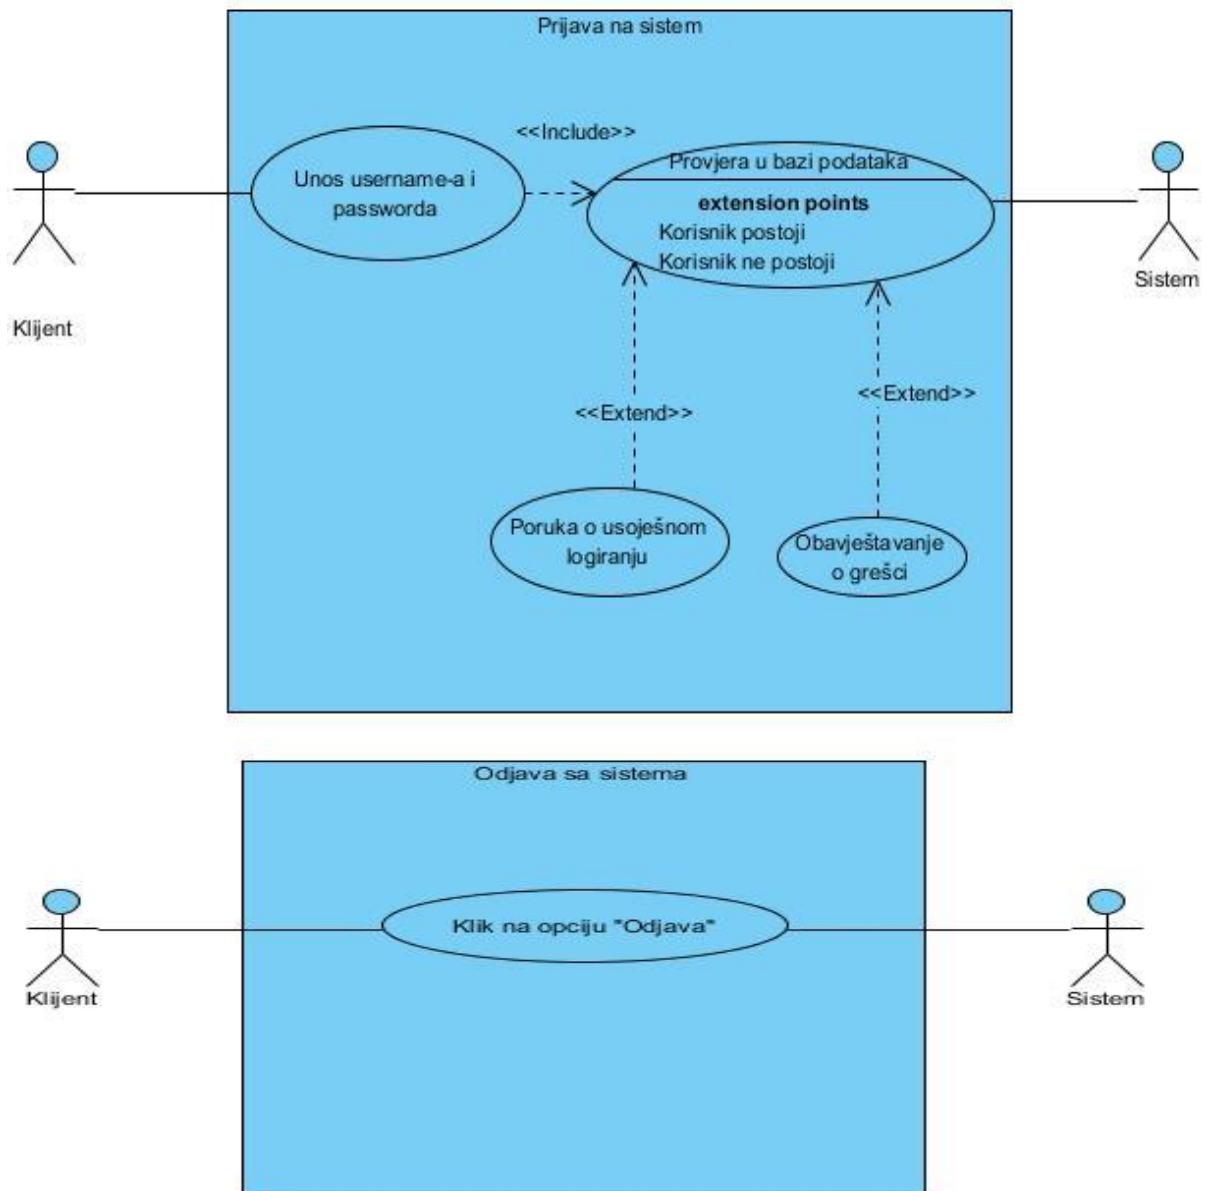 Prijava na sistem
<<Include>>
Unos username-a i
passworda
Provjera u bazi podataka
extension points
Korisnik postoji
Korisnik ne postoji
Klijent
Sistem
<<Extend>>
<<Extend>>
Poruka o usoješnom
logiranju
Obavještavanje
o grešci
Odjava sa sistema
Klik na opciju "Odjava"
Klijent
Sistem